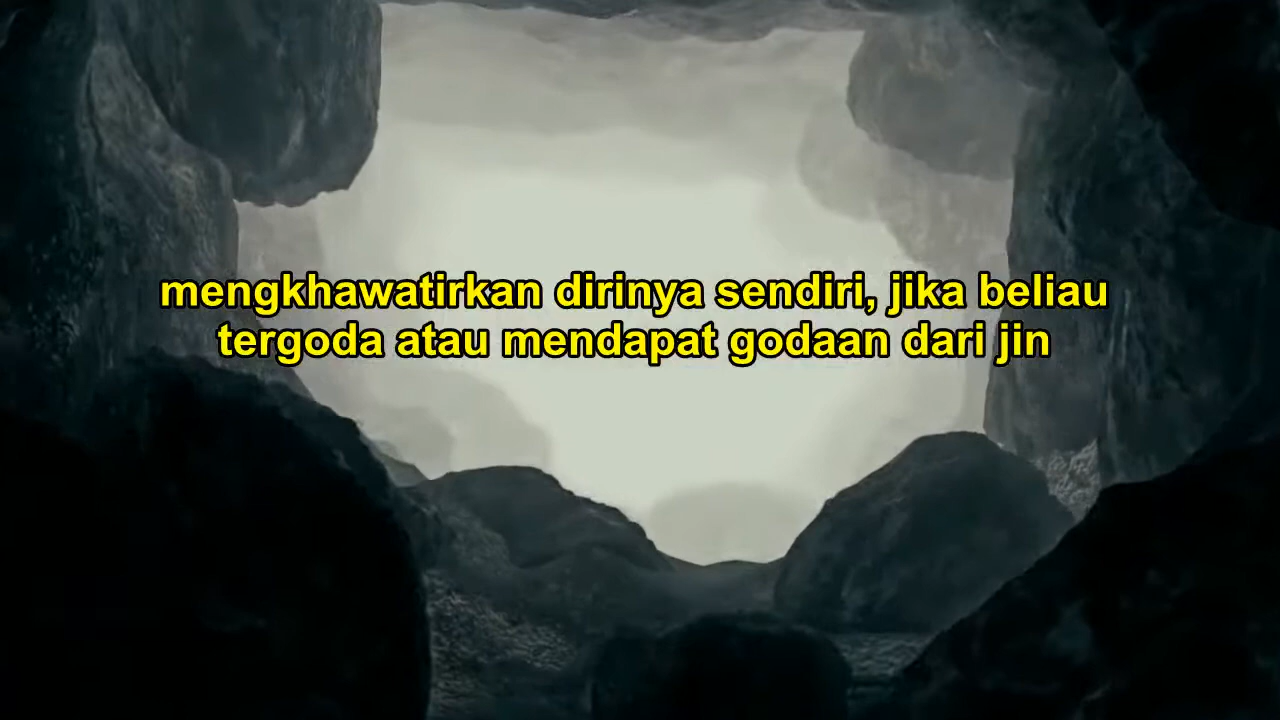 mengkhawatirkan dirinya sendiri, jika beliau
tergoda atau mendapat godaan dari jin